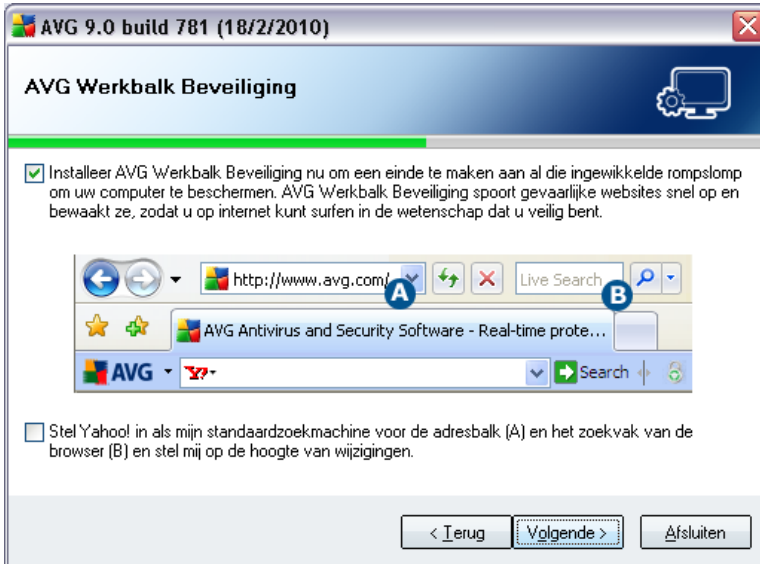 AVG 9.0 build 781 (18/2/2010)
AVG Werkbalk Beveiliging
Installeer AVG Werkbalk Beveiliging nu om een einde te maken aan al die ingewikkelde rompslomp
om uw computer te beschermen. AVG Werkbalk Beveiliging spoort gevaarlijke websites snel op en
bewaakt ze, zodat u op internet kunt surfen in de wetenschap dat u veilig bent.
http://www.avg.com/
A
Live Search
B
AVG Antivirus and Security Software - Real-time prote...
AVG
Y!
Search
Stel Yahoo! in als mijn standaardzoekmachine voor de adresbalk (A) en het zoekvak van de
browser (B) en stel mij op de hoogte van wijzigingen.
< Terug
Volgende >
Afsluiten